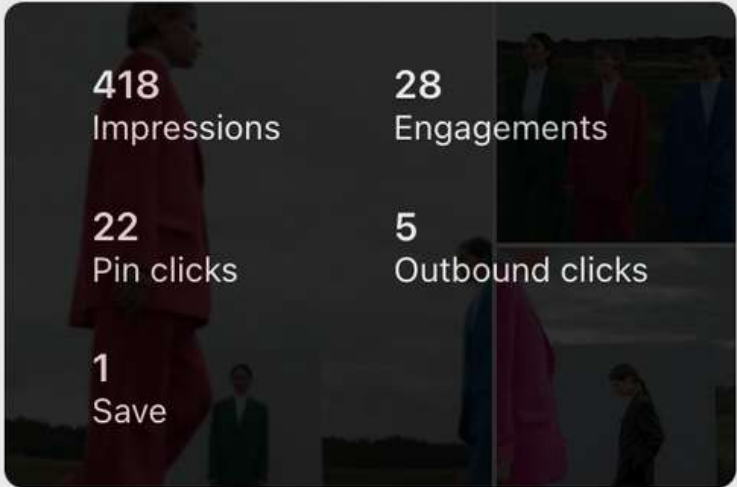 418
Impressions
28
Engagements
22
Pin clicks
5
Outbound clicks
1
Save